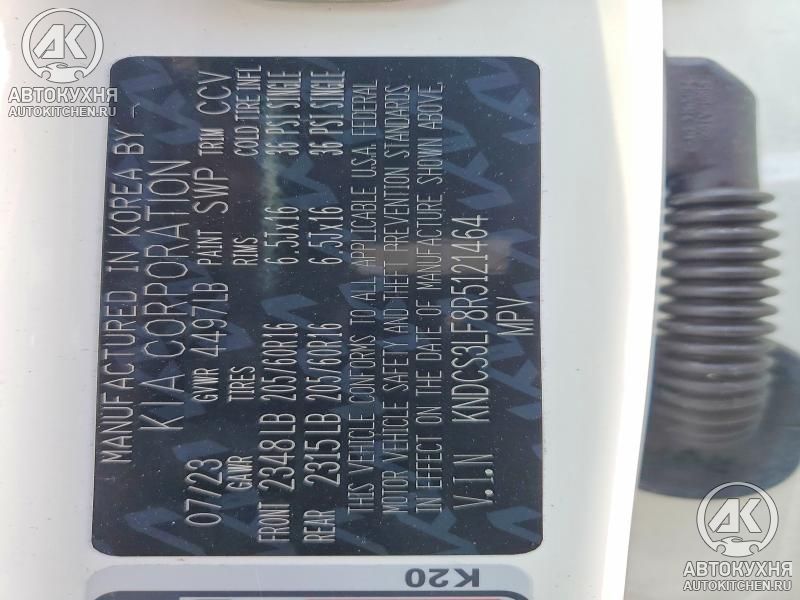 AK
АВТОКУХНЯ
AUTOKITCHEN.RU
MANUFACTURED IN KOREA BY
KIA CORPORATION
07/23 GVWR 4497LB PAINT SWP TRIM CCV
GAWR TIRES RIMS COLD TIRE INFL
FRONT 2348 LB 205/60R16 6.5Jx16 36 PSI SINGLE
REAR 2315 LB 205/60R16 6.5Jx16 36 PSI SINGLE
THIS VEHICLE CONFORMS TO ALL APPLICABLE U.S.A. FEDERAL
MOTOR VEHICLE SAFETY AND THEFT PREVENTION STANDARDS
IN EFFECT ON THE DATE OF MANUFACTURE SHOWN ABOVE.
V.I.N KNDCS3LF8R5121464
MPV
K20
AK
АВТОКУХНЯ
AUTOKITCHEN.RU